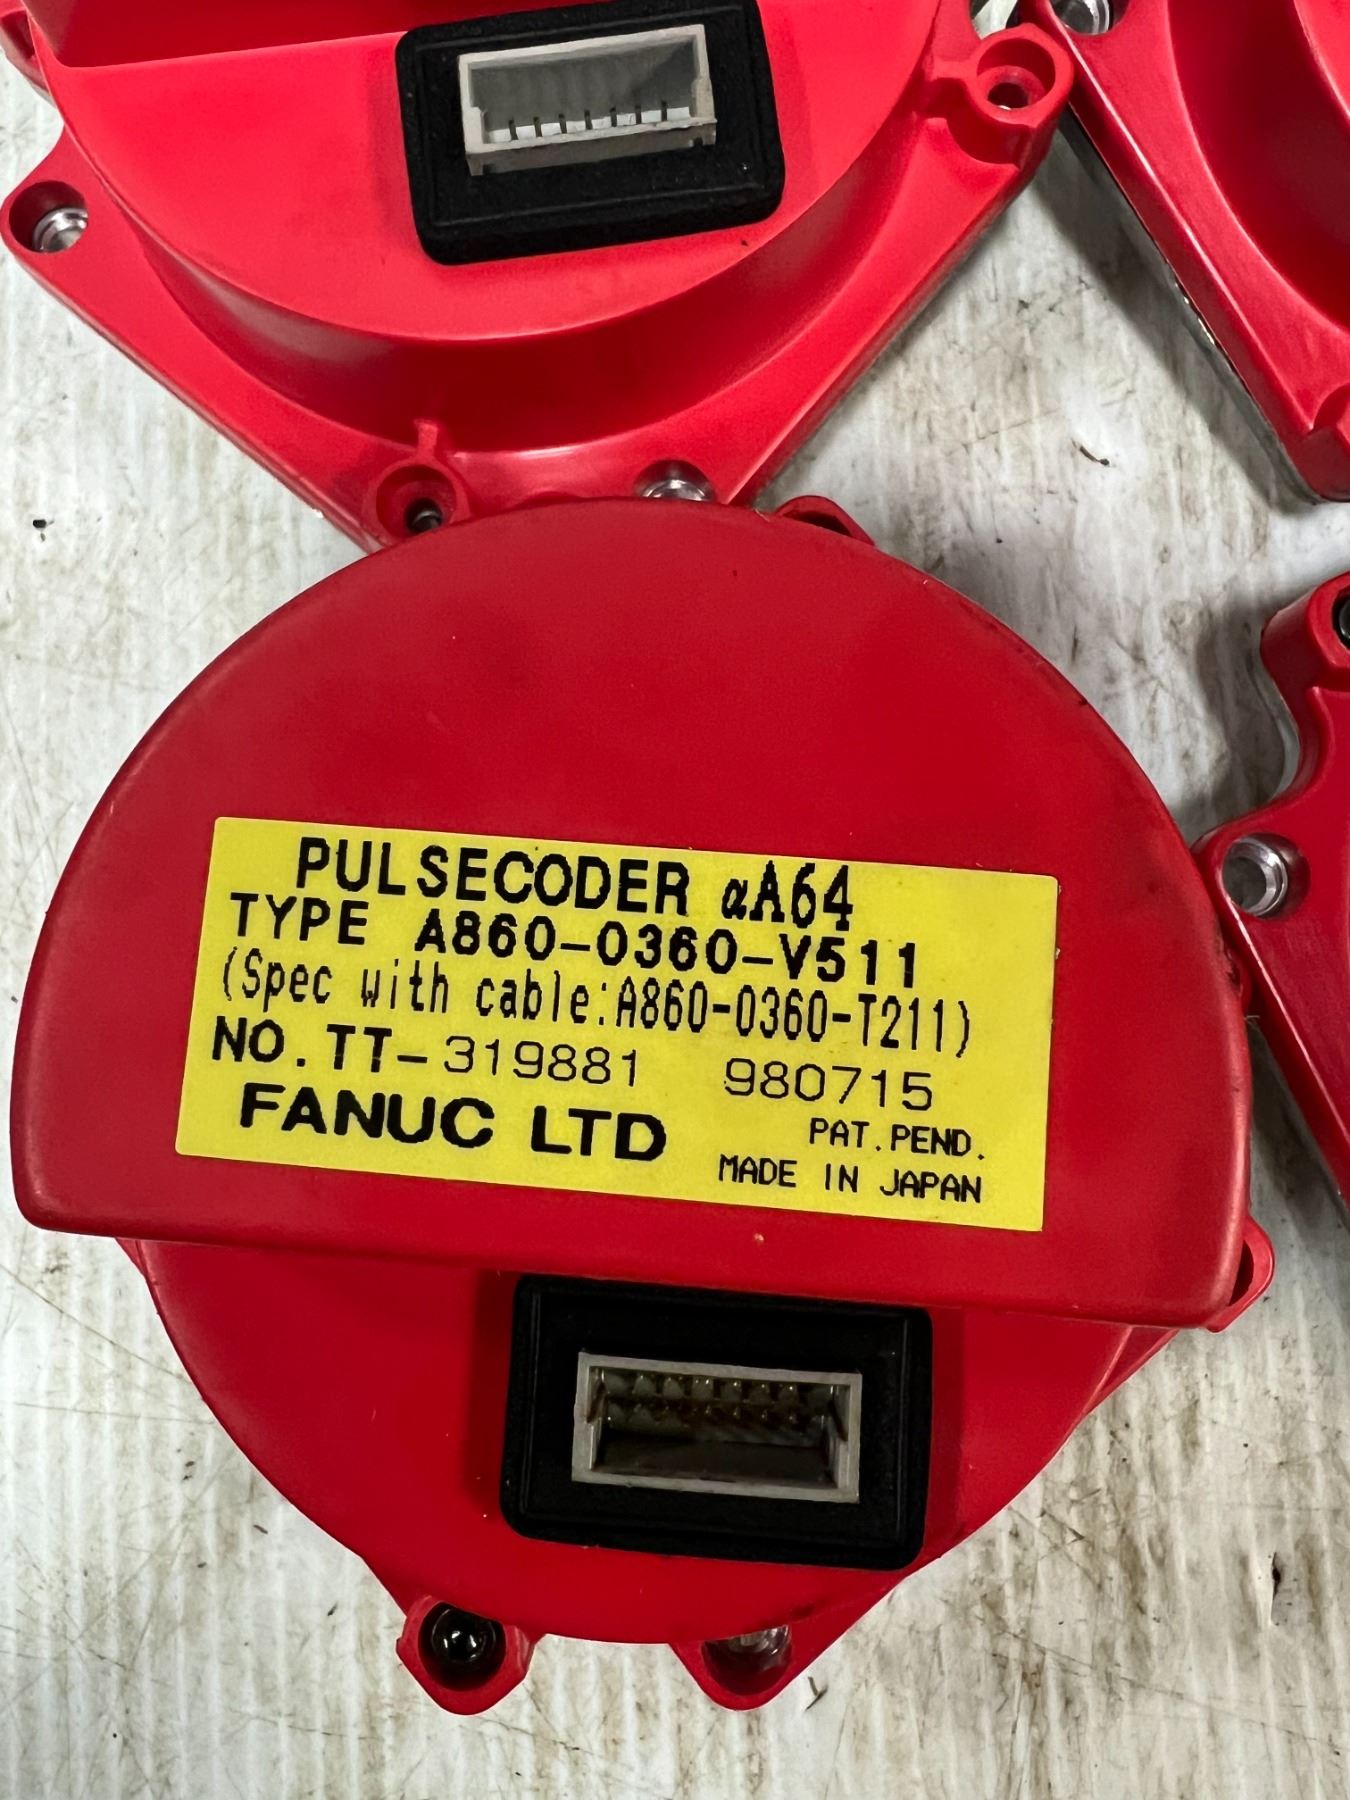 PULSECODER αA64
TYPE A860-0360-V511
(Spec with cable:A860-0360-T211)
NO. TT-319881 980715
FANUC LTD PAT.PEND.
MADE IN JAPAN